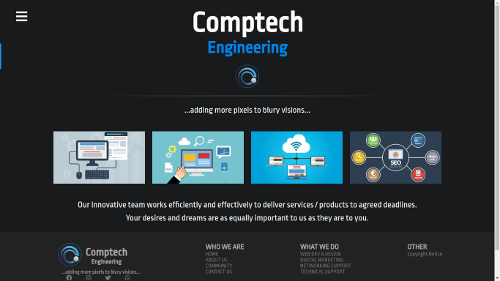 Comptech
Engineering
...adding more pixels to blury visions...
SEO
Our innovative team works efficiently and effectively to deliver services / products to agreed deadlines.
Your desires and dreams are as equally important to us as they are to you.
Comptech
Engineering
...adding more pixels to blury visions...
WHO WE ARE
HOME
ABOUT US
COMMUNITY
CONTACT US
WHAT WE DO
WEB DEV & DESIGN
DIGITAL MARKETING
NETWORKING SUPPORT
TECHNICAL SUPPORT
OTHER
Copyright Notice